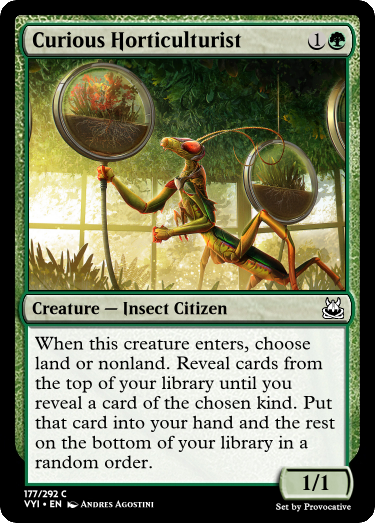 Curious Horticulturist 1
Creature — Insect Citizen
When this creature enters, choose
land or nonland. Reveal cards from
the top of your library until you
reveal a card of the chosen kind. Put
that card into your hand and the rest
on the bottom of your library in a
random order.
1/1
177/292 C
VYI • EN Andres Agostini
Set by Provocative